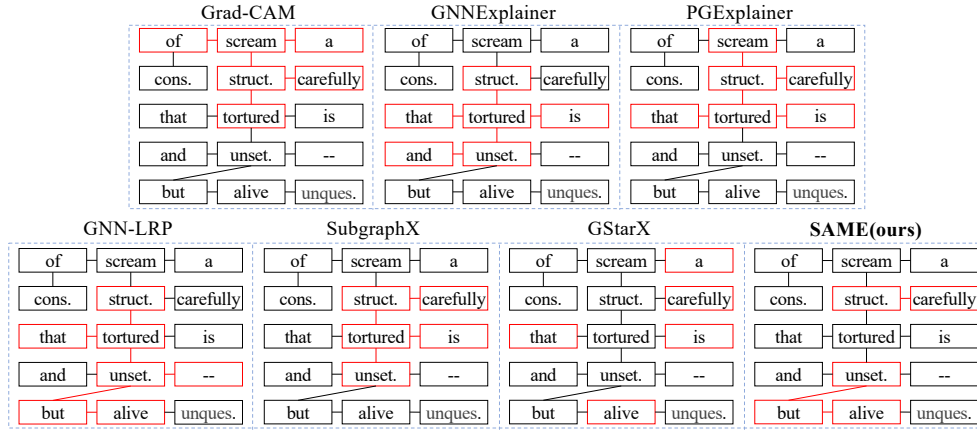 Grad-CAM GNNExplainer PGExplainer
of scream a of scream a of scream a
cons. struct. carefully cons. struct. carefully cons. struct. carefully
that tortured is that tortured is that tortured is
and unset. -- and unset. -- and unset. --
but alive unques. but alive unques. but alive unques.
GNN-LRP SubgraphX GStarX SAME(ours)
of scream a of scream a of scream a of scream a
cons. struct. carefully cons. struct. carefully cons. struct. carefully cons. struct. carefully
that tortured is that tortured is that tortured is that tortured is
and unset. -- and unset. -- and unset. -- and unset. --
but alive unques. but alive unques. but alive unques. but alive unques.